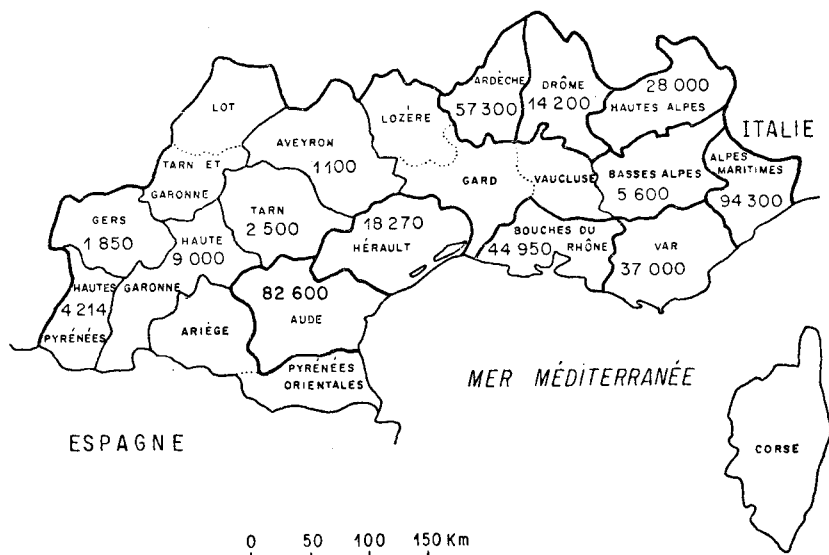 LOT
TARN ET
GARONNE
AVEYRON
1100
LOZÈRE
ARDÈCHE
57 300
DRÔME
14 200
28 000
HAUTES ALPES
ITALIE
GERS
1 850
HAUTE
9 000
GARONNE
TARN
2 500
18 270
HÉRAULT
GARD
VAUCLUSE
BASSES ALPES
5 600
ALPES
MARITIMES
94 300
BOUCHES DU
44 950 RHÔNE
VAR
37 000
HAUTES
4 214
PYRÉNÉES
ARIÈGE
82 600
AUDE
PYRÉNÉES
ORIENTALES
MER MÉDITERRANÉE
ESPAGNE
CORSE
0 50 100 150 Km